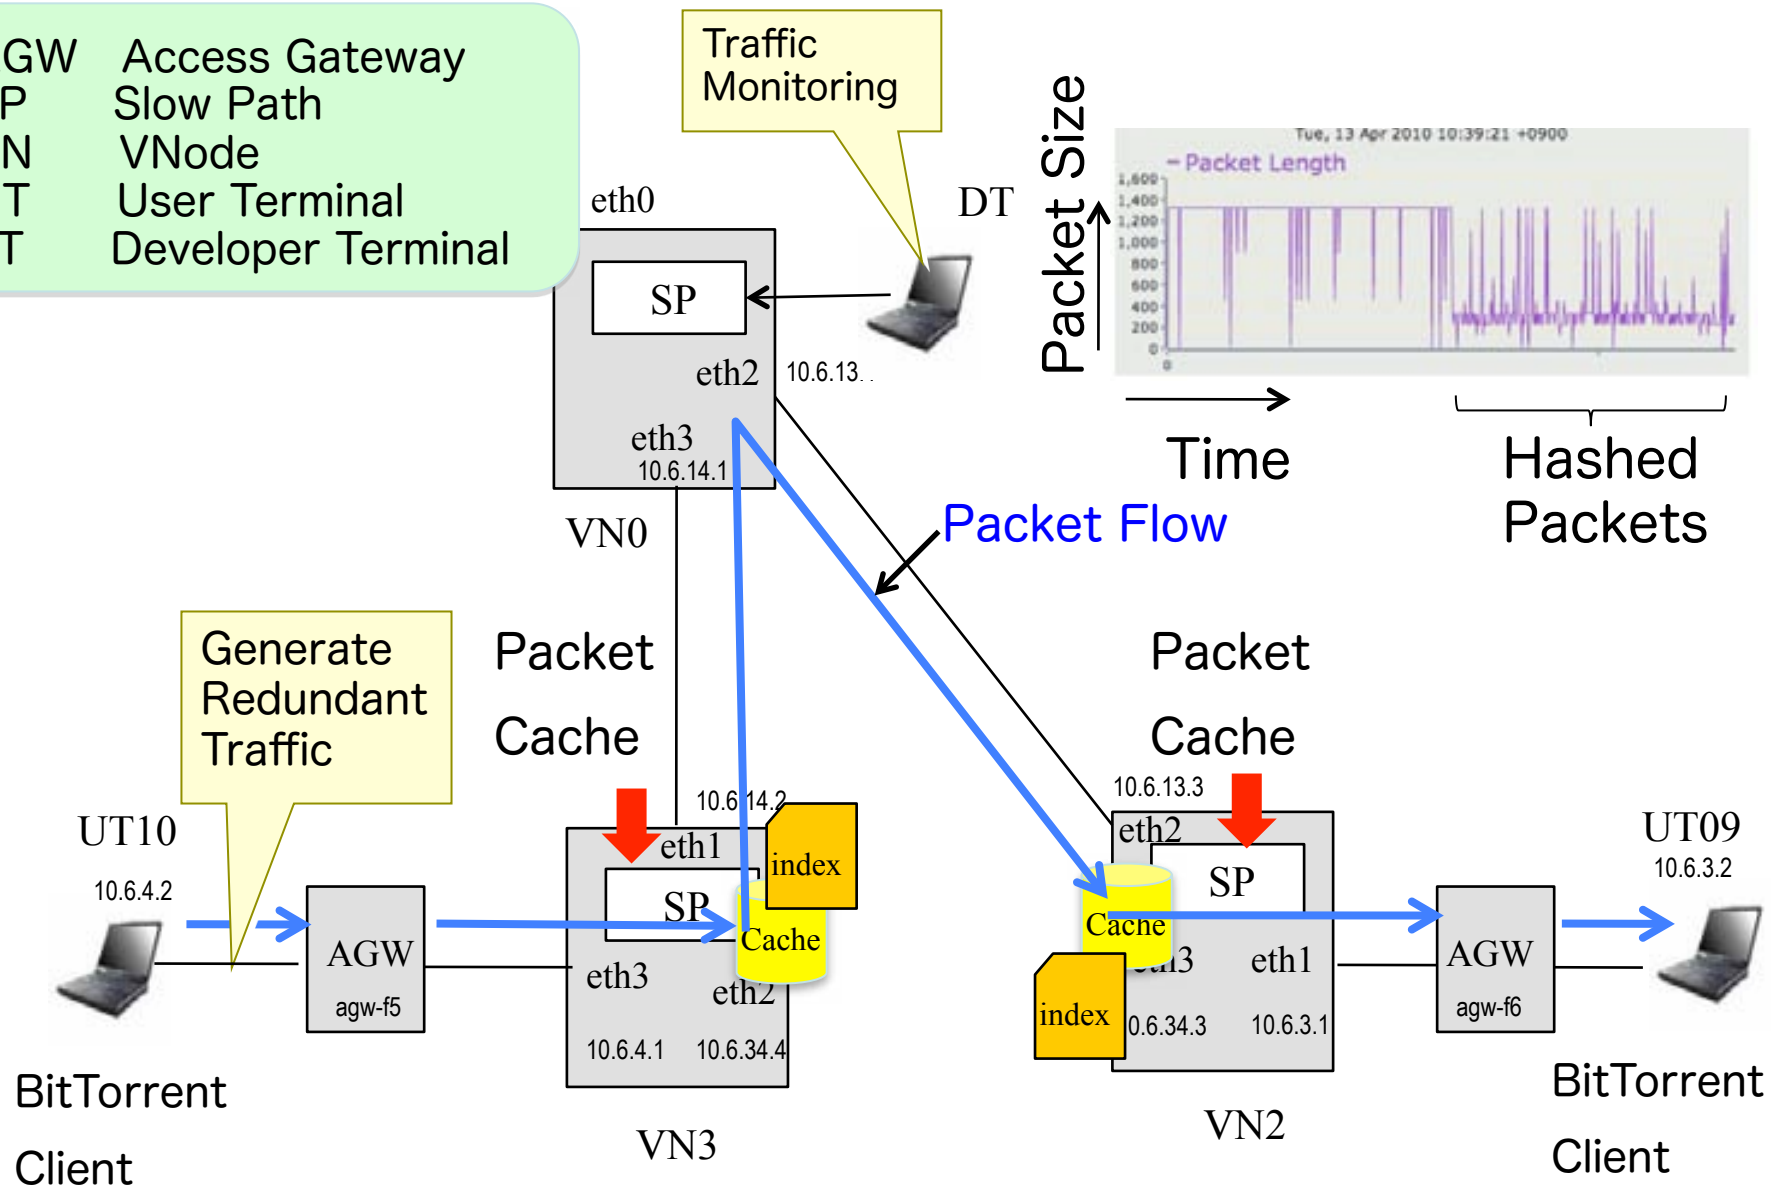 GW Access Gateway
P Slow Path
N VNode
T User Terminal
T Developer Terminal
Traffic
Monitoring
Packet Size
Tue, 13 Apr 2010 10:39:21 +0900
Packet Length
1,600
1,400
1,200
1,000
800
600
400
200
0
0
Time
Hashed
Packets
eth0
DT
SP
eth2
10.6.13.
eth3
10.6.14.1
VN0
Packet Flow
Generate
Redundant
Traffic
Packet
Cache
Packet
Cache
UT10
10.6.4.2
AGW
agw-f5
10.6.14.2
eth1
SP
index
Cache
eth3
eth2
10.6.4.1
10.6.34.4
VN3
BitTorrent
Client
10.6.13.3
eth2
SP
Cache
index
eth1
0.6.34.3
10.6.3.1
VN2
AGW
agw-f6
UT09
10.6.3.2
BitTorrent
Client